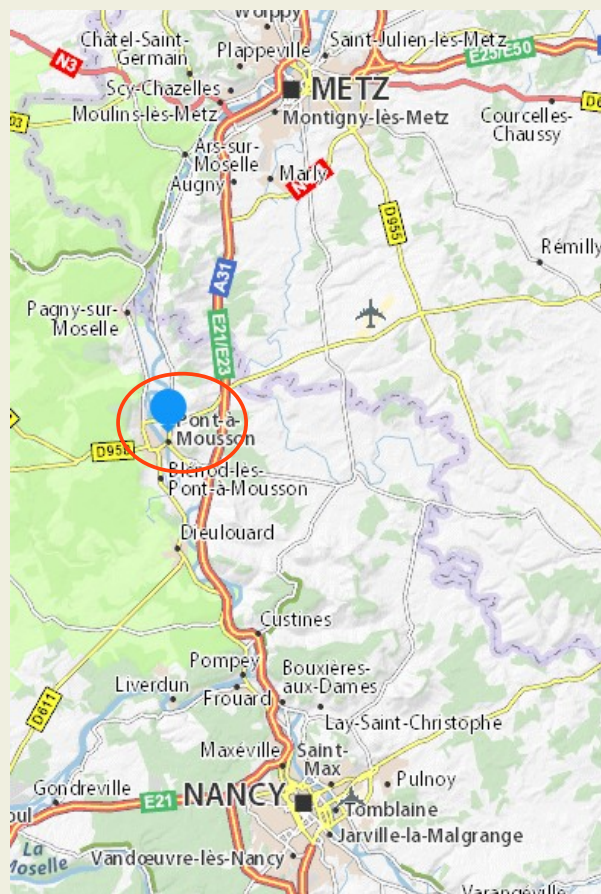 Woippy
Châtel-Saint-
Germain
Saint-Julien-lès-Metz
Plappeville
E25/E50
N3
Scy-Chazelles
METZ
Moulins-lès-Metz
Montigny-lès-Metz
Courcelles-
Chaussy
03
Ars-sur-
Moselle
Augny
Marly
D955
Rémilly
A31
Pagny-sur-
Moselle
E21/E23
Pont-à-
Mousson
D958
Blénod-lès-
Pont-à-Mousson
Dieulouard
Custines
Pompey
Bouxières-
aux-Dames
Liverdun
Frouard
D611
Lay-Saint-Christophe
Maxéville
Saint-
Max
Pulnoy
Gondreville
E21
NANCY
Tomblaine
oul
Jarville-la-Malgrange
La
Moselle
Vandœuvre-lès-Nancy
Varangéville